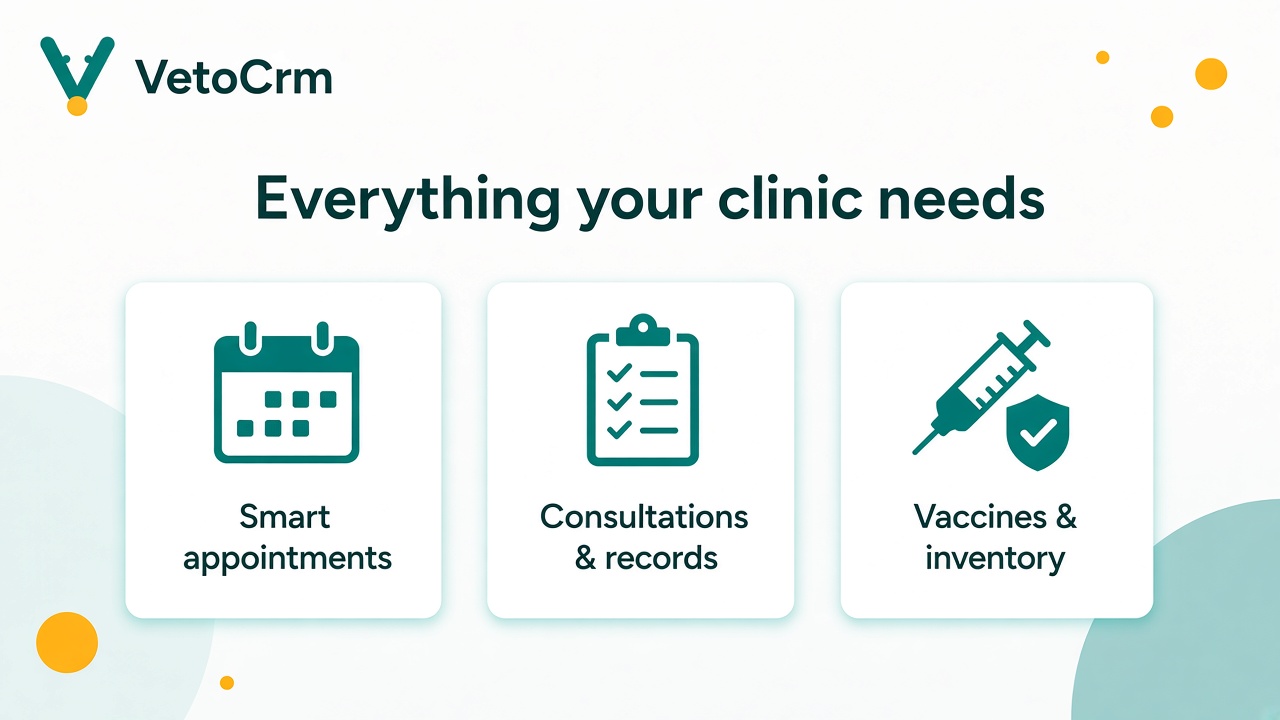 VetoCrm
Everything your clinic needs
Smart
appointments
Consultations
& records
Vaccines &
inventory